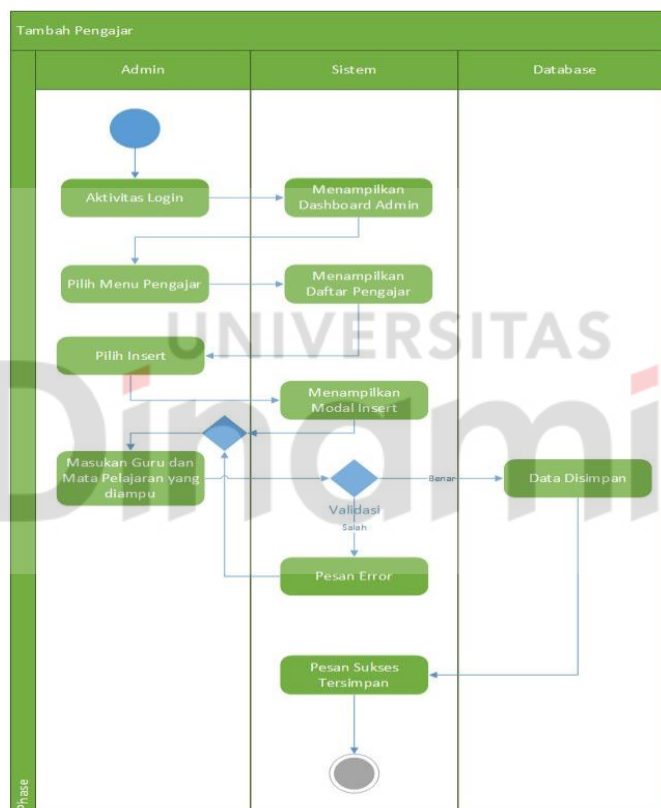 Tambah Pengajar
Admin
Sistem
Database
Aktivitas Login
Menampilkan
Dashboard Admin
Pilih Menu Pengajar
Menampilkan
Daftar Pengajar
UNIVERSITAS
Pilih Insert
Dinami
Menampilkan
Modal Insert
Masukan Guru dan
Mata Pelajaran yang
diampu
Benar
Data Disimpan
Validasi
Salah
Pesan Error
Pesan Sukses
Tersimpan
Phase